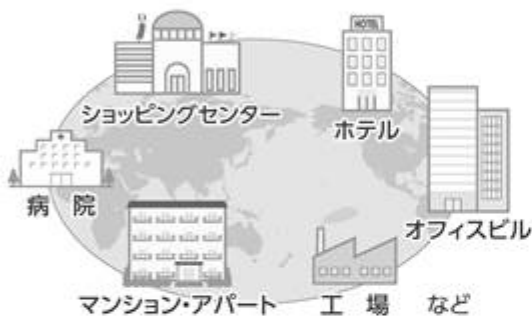 HOTEL
ショッピングセンター
ホテル
病 院
オフィスビル
マンション・アパート
工 場 など